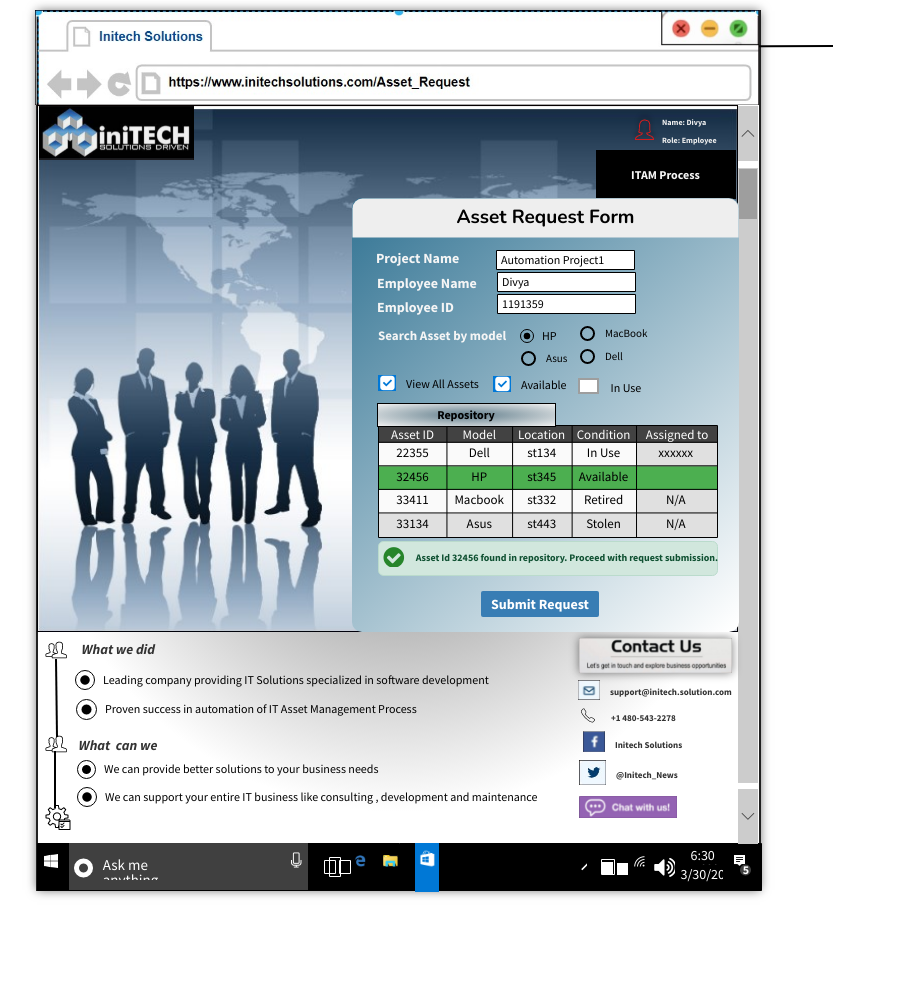 Initech Solutions
https://www.initechsolutions.com/Asset_Request
iniTECH
SOLUTIONS DRIVEN
Name: Divya
Role: Employee
ITAM Process
Asset Request Form
Project Name Automation Project1
Employee Name Divya
Employee ID 1191359
Search Asset by model HP MacBook
Asus Dell
View All Assets Available In Use
Repository
Asset ID Model Location Condition Assigned to
22355 Dell st134 In Use xxxxxx
32456 HP st345 Available
33411 Macbook st332 Retired N/A
33134 Asus st443 Stolen N/A
Asset Id 32456 found in repository. Proceed with request submission.
Submit Request
What we did
Leading company providing IT Solutions specialized in software development
Proven success in automation of IT Asset Management Process
What can we
We can provide better solutions to your business needs
We can support your entire IT business like consulting , development and maintenance
Contact Us
Let's get in touch and explore business opportunities
support@initech.solution.com
+1 480-543-2278
Initech Solutions
@Initech_News
Chat with us!
Ask me
anything
6:30
3/30/20
5